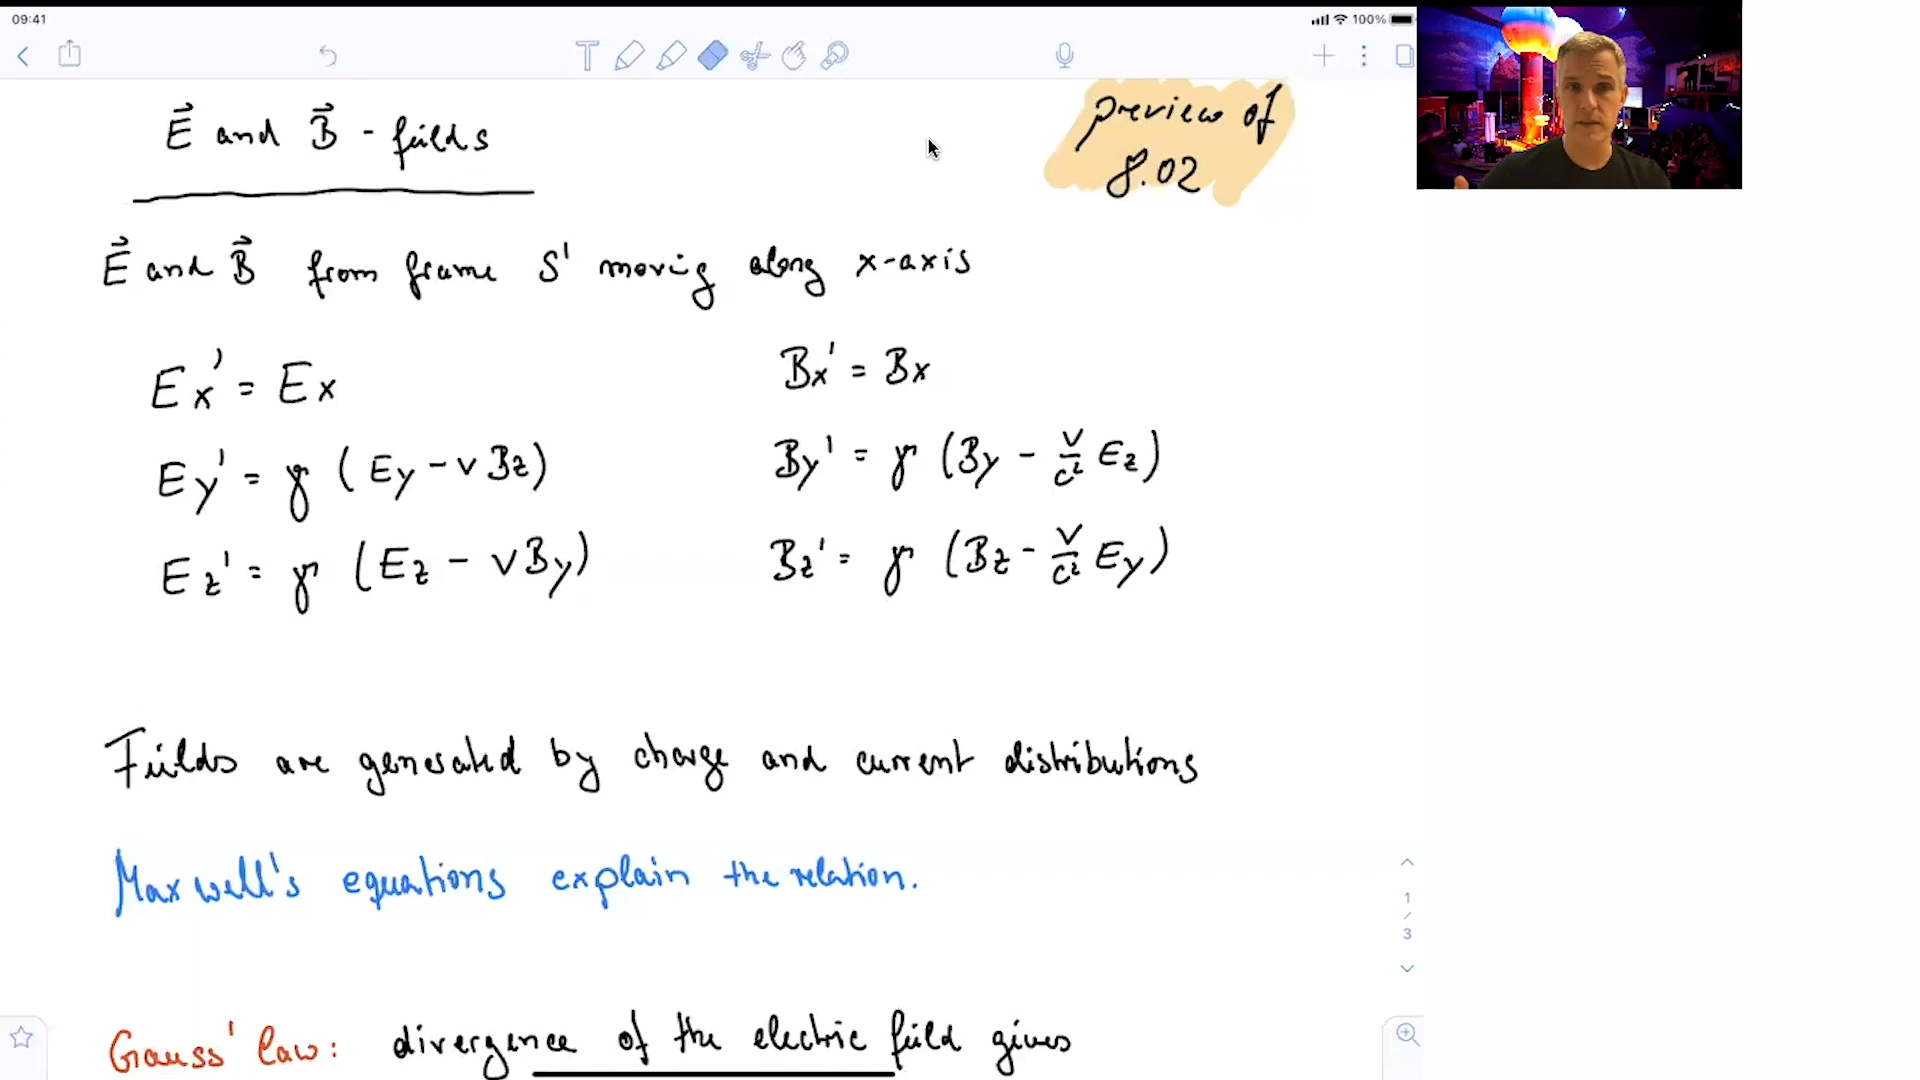 09:41
100%
E⃗ and B⃗ - fields
preview of
8.02
E⃗ and B⃗ from frame S' moving along x-axis
Ex' = Ex
Bx' = Bx
Ey' = γ (Ey - v Bz)
By' = γ (By - v/c² Ez)
Ez' = γ (Ez - v By)
Bz' = γ (Bz - v/c² Ey)
Fields are generated by charge and current distributions
Maxwell's equations explain the relation.
1
/
3
Gauss' law: divergence of the electric field gives